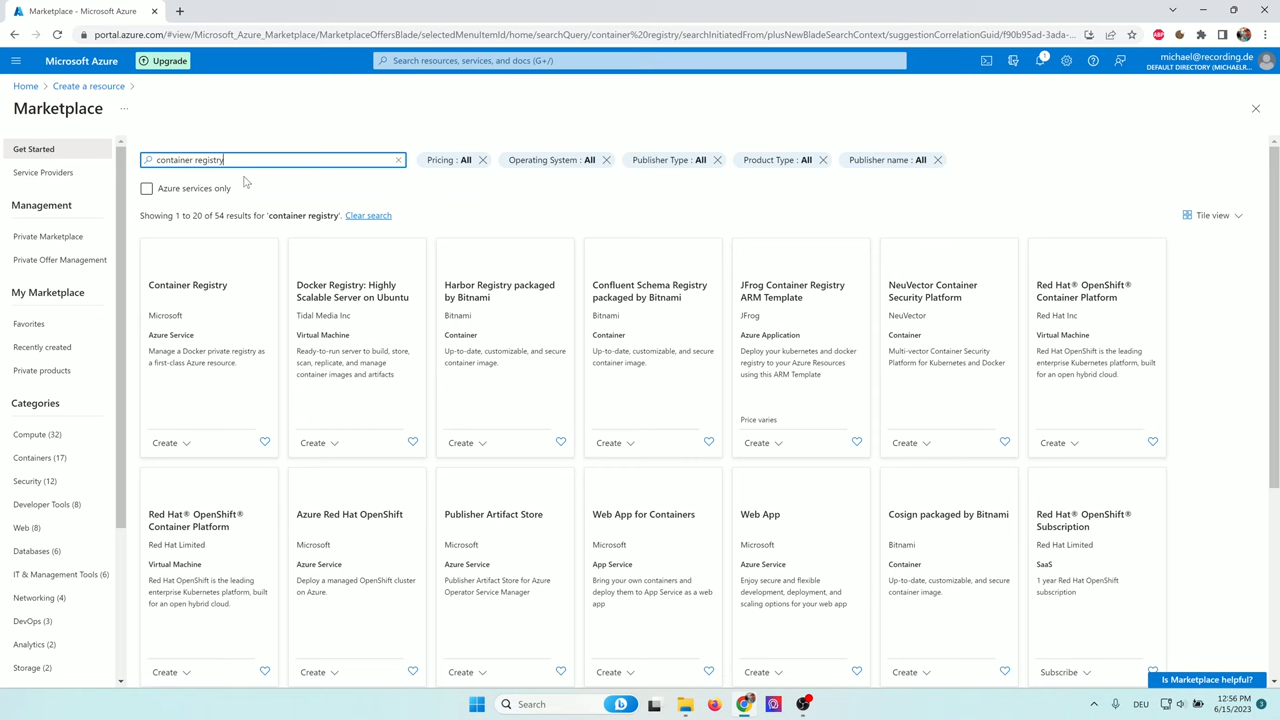 Marketplace - Microsoft Azure
portal.azure.com/#view/Microsoft_Azure_Marketplace/MarketplaceOffersBlade/selectedMenuItemId/home/searchQuery/container%20registry/searchInitiatedFrom/plusNewBladeSearchContext/suggestionCorrelationGuid/f90b95ad-3ada-...
Microsoft Azure
Upgrade
Search resources, services, and docs (G+/)
1
michael@recording.de
DEFAULT DIRECTORY (MICHAELR...
Home > Create a resource >
Marketplace ...
Get Started
Service Providers
Management
Private Marketplace
Private Offer Management
My Marketplace
Favorites
Recently created
Private products
Categories
Compute (32)
Containers (17)
Security (12)
Developer Tools (8)
Web (8)
Databases (6)
IT & Management Tools (6)
Networking (4)
DevOps (3)
Analytics (2)
Storage (2)
container registry
Pricing : All
Operating System : All
Publisher Type : All
Product Type : All
Publisher name : All
Azure services only
Showing 1 to 20 of 54 results for 'container registry'. Clear search
Tile view
Container Registry
Microsoft
Azure Service
Manage a Docker private registry as
a first-class Azure resource.
Create
Docker Registry: Highly
Scalable Server on Ubuntu
Tidal Media Inc
Virtual Machine
Ready-to-run server to build, store,
scan, replicate, and manage
container images and artifacts
Create
Harbor Registry packaged
by Bitnami
Bitnami
Container
Up-to-date, customizable, and secure
container image.
Create
Confluent Schema Registry
packaged by Bitnami
Bitnami
Container
Up-to-date, customizable, and secure
container image.
Create
JFrog Container Registry
ARM Template
JFrog
Azure Application
Deploy your kubernetes and docker
registry to your Azure Resources
using this ARM Template
Price varies
Create
NeuVector Container
Security Platform
NeuVector
Container
Multi-vector Container Security
Platform for Kubernetes and Docker
Create
Red Hat® OpenShift®
Container Platform
Red Hat Inc
Virtual Machine
Red Hat OpenShift is the leading
enterprise Kubernetes platform, built
for an open hybrid cloud.
Create
Red Hat® OpenShift®
Container Platform
Red Hat Limited
Virtual Machine
Red Hat OpenShift is the leading
enterprise Kubernetes platform, built
for an open hybrid cloud.
Create
Azure Red Hat OpenShift
Microsoft
Azure Service
Deploy a managed OpenShift cluster
on Azure.
Create
Publisher Artifact Store
Microsoft
Azure Service
Publisher Artifact Store for Azure
Operator Service Manager
Create
Web App for Containers
Microsoft
App Service
Bring your own containers and
deploy them to App Service as a web
app
Create
Web App
Microsoft
Azure Service
Enjoy secure and flexible
development, deployment, and
scaling options for your web app
Create
Cosign packaged by Bitnami
Bitnami
Container
Up-to-date, customizable, and secure
container image.
Create
Red Hat® OpenShift®
Subscription
Red Hat Limited
SaaS
1 year Red Hat OpenShift
subscription
Subscribe
Is Marketplace helpful?
Search
DEU
12:56 PM
6/15/2023
3